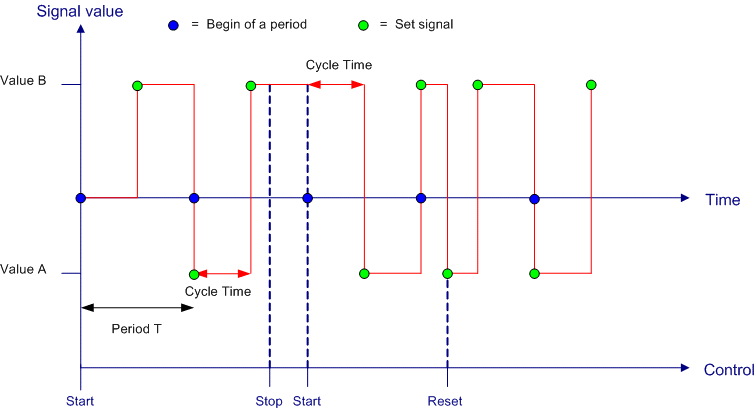 Signal value
= Begin of a period
= Set signal
Cycle Time
Value B
Time
Value A
Cycle Time
Period T
Control
Start
Stop
Start
Reset